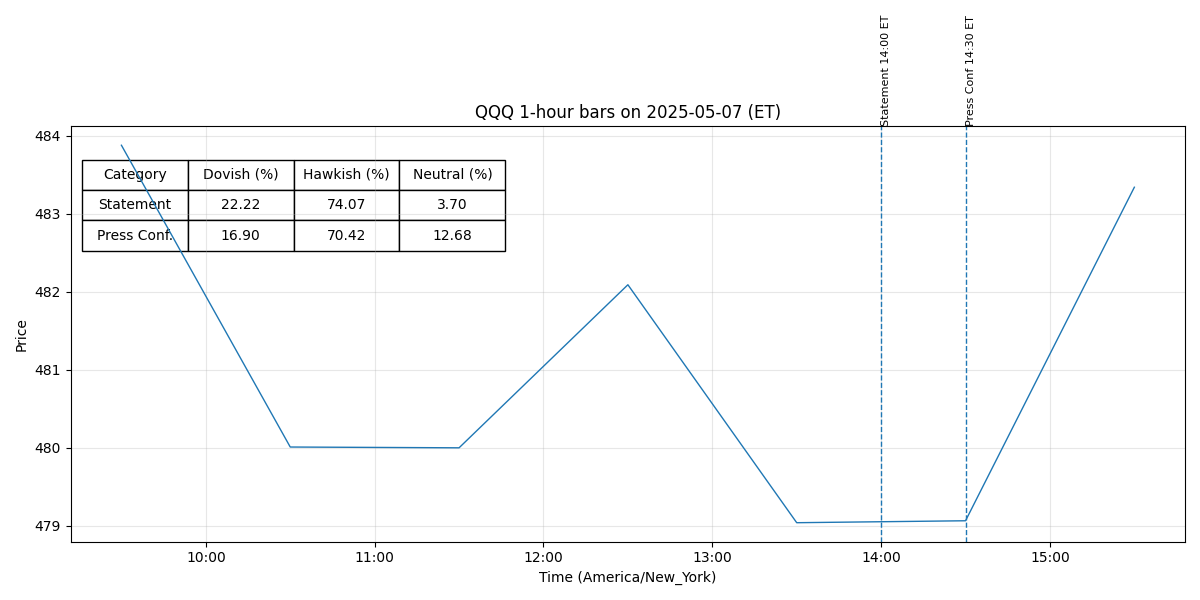 Statement 14:00 ET
Press Conf 14:30 ET
QQQ 1-hour bars on 2025-05-07 (ET)
Category Dovish (%) Hawkish (%) Neutral (%)
Statement 22.22 74.07 3.70
Press Conf. 16.90 70.42 12.68
Price
484
483
482
481
480
479
10:00 11:00 12:00 13:00 14:00 15:00
Time (America/New_York)